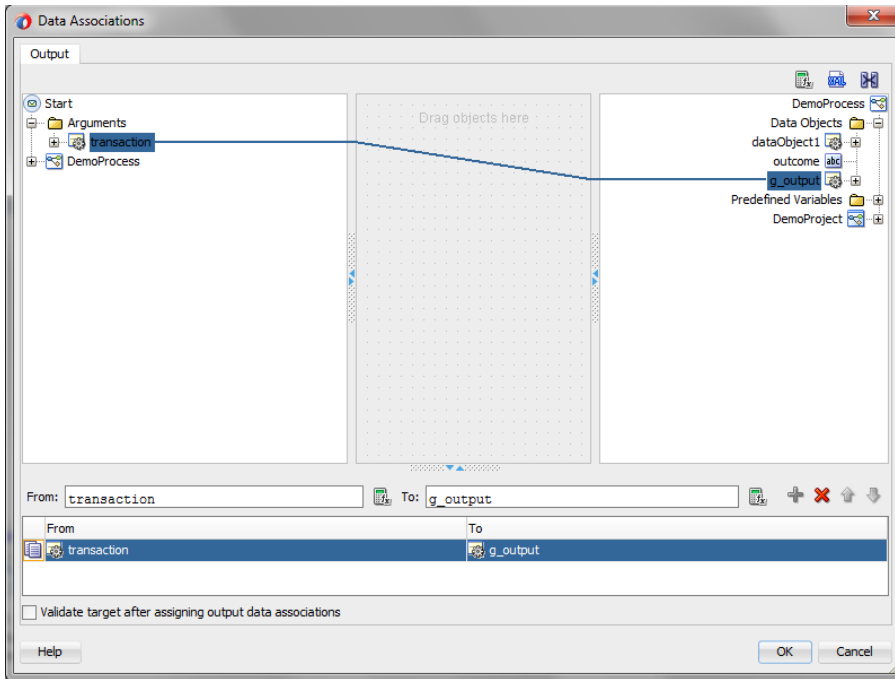 Data Associations
Output
Start
Arguments
transaction
DemoProcess
Drag objects here
DemoProcess
Data Objects
dataObject1
outcome abc
g_output
Predefined Variables
DemoProject
From: transaction To: g_output
From To
transaction g_output
Validate target after assigning output data associations
Help OK Cancel